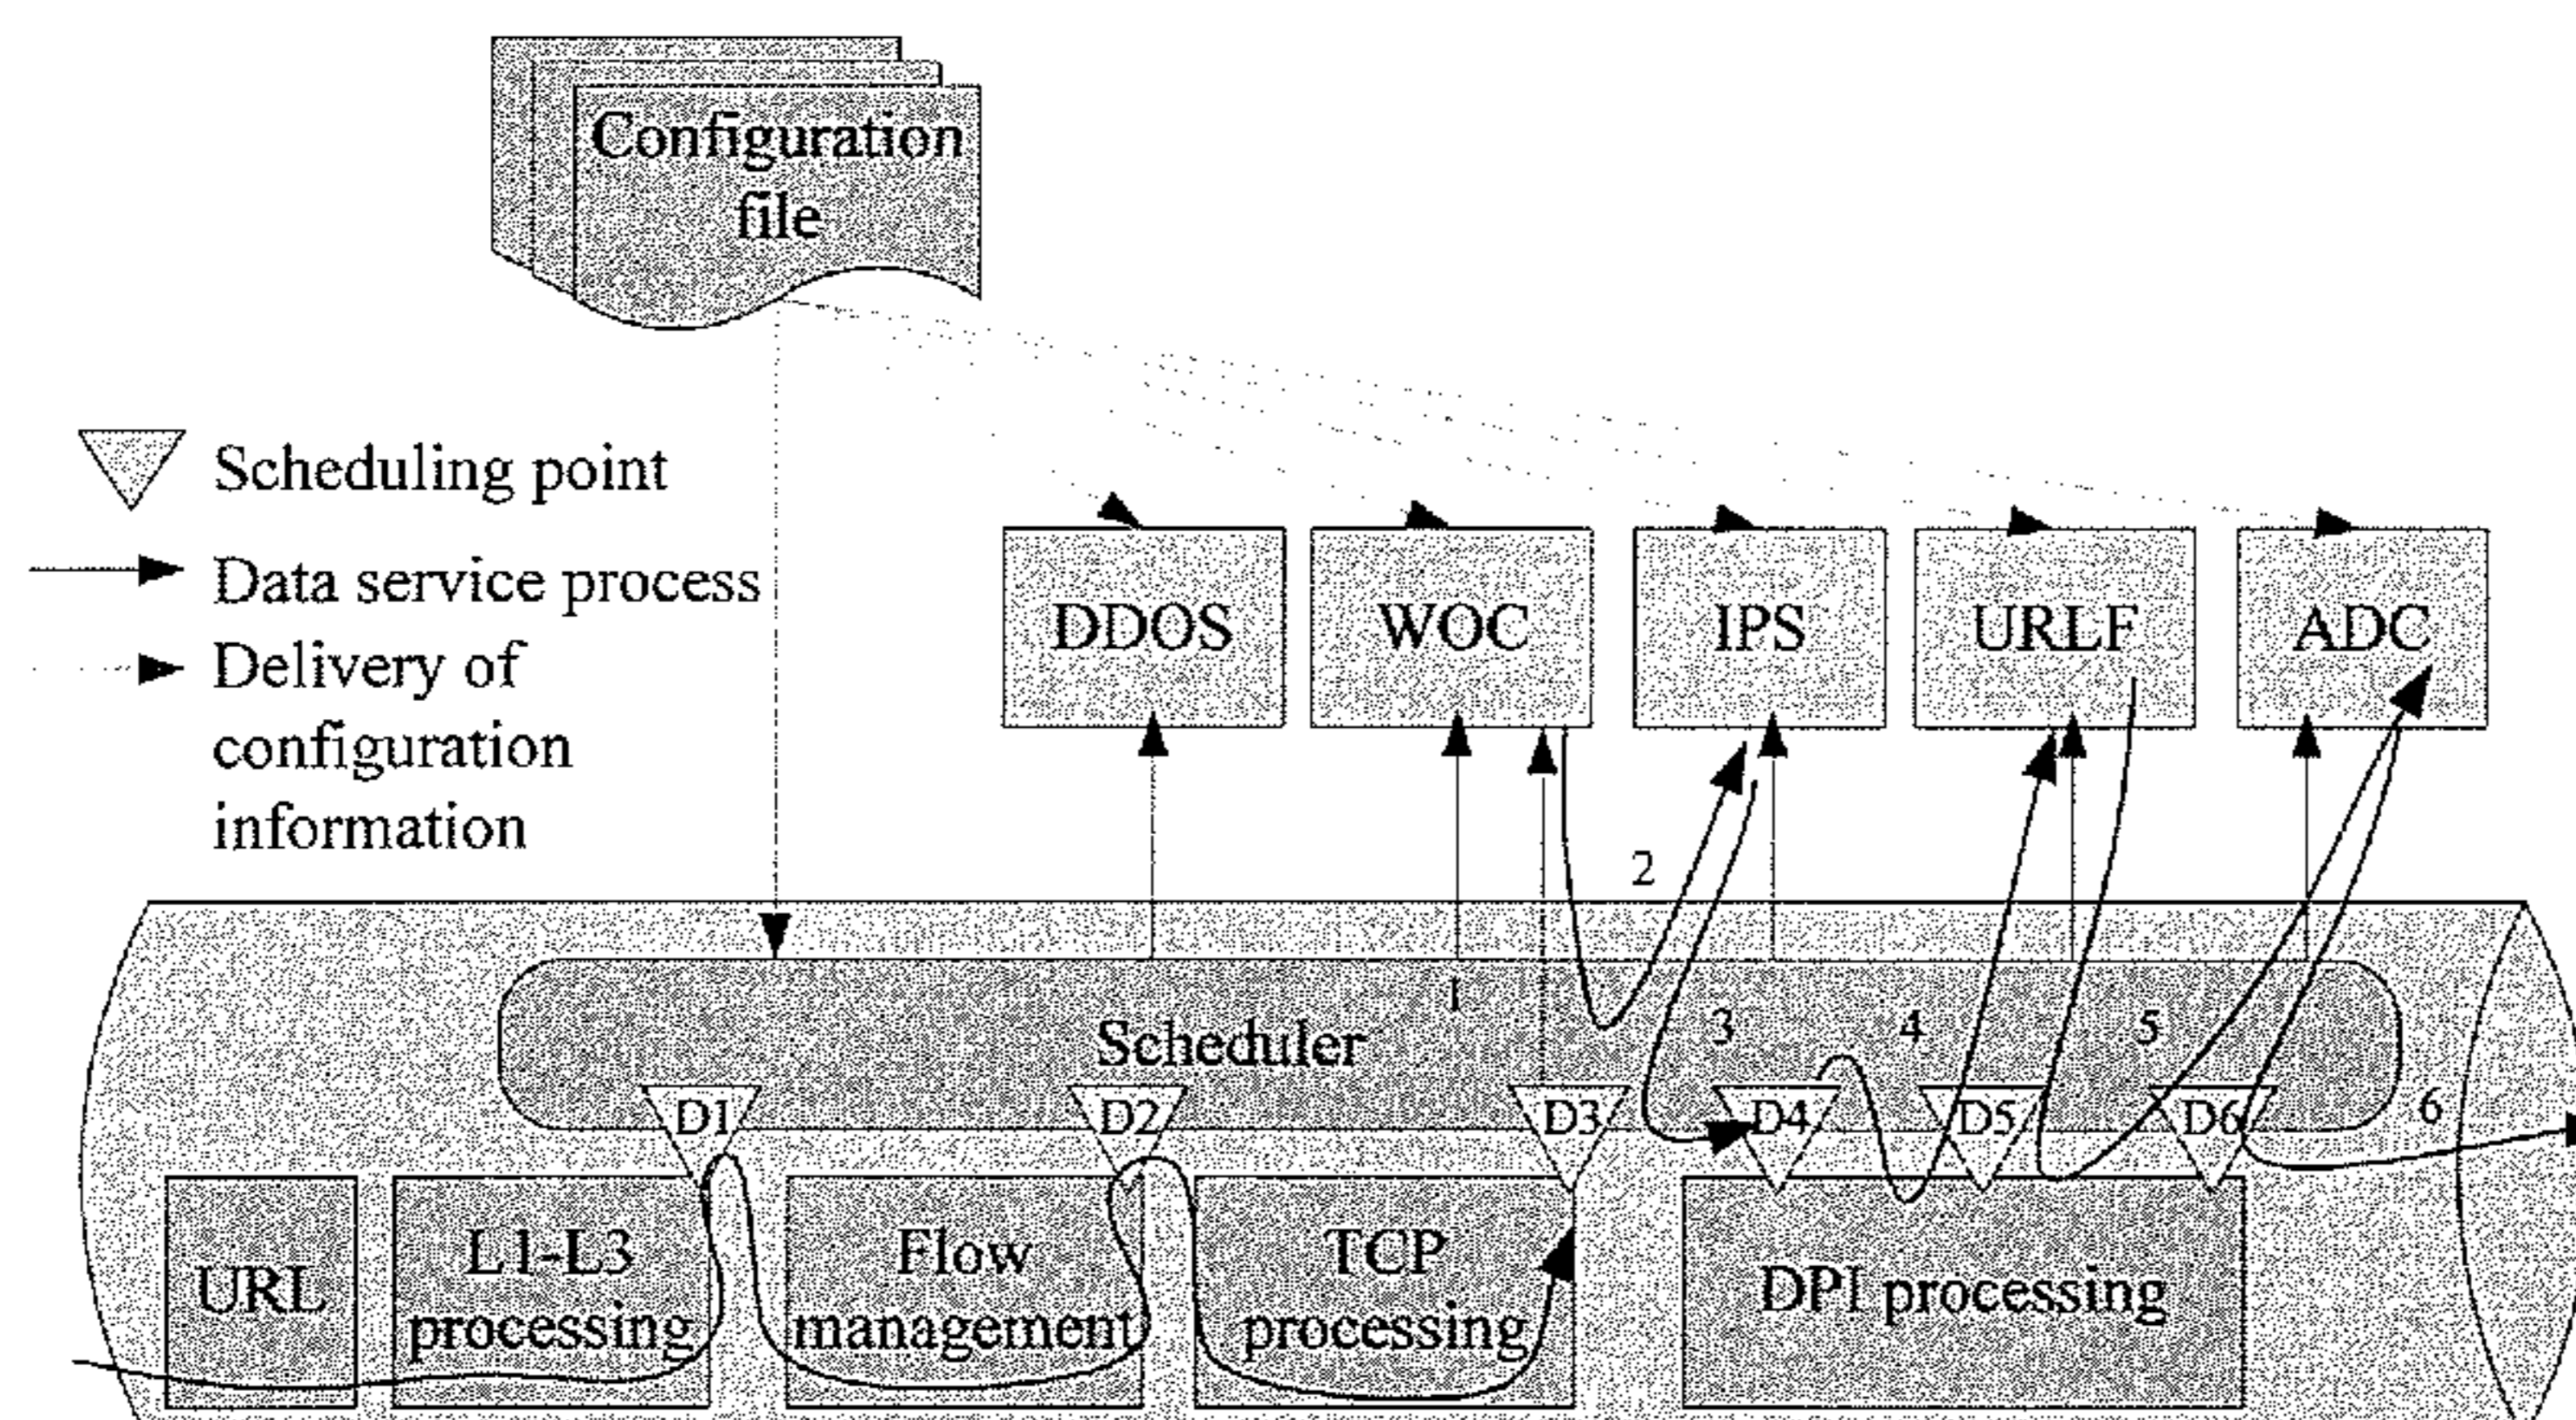 Configuration
file
Scheduling point
Data service process
Delivery of
configuration
information
DDOS
WOC
IPS
URLF
ADC
2
1
Scheduler
3
4
5
6
D1
D2
D3
D4
D5
D6
URL
L1-L3
processing
Flow
management
TCP
processing
DPI processing